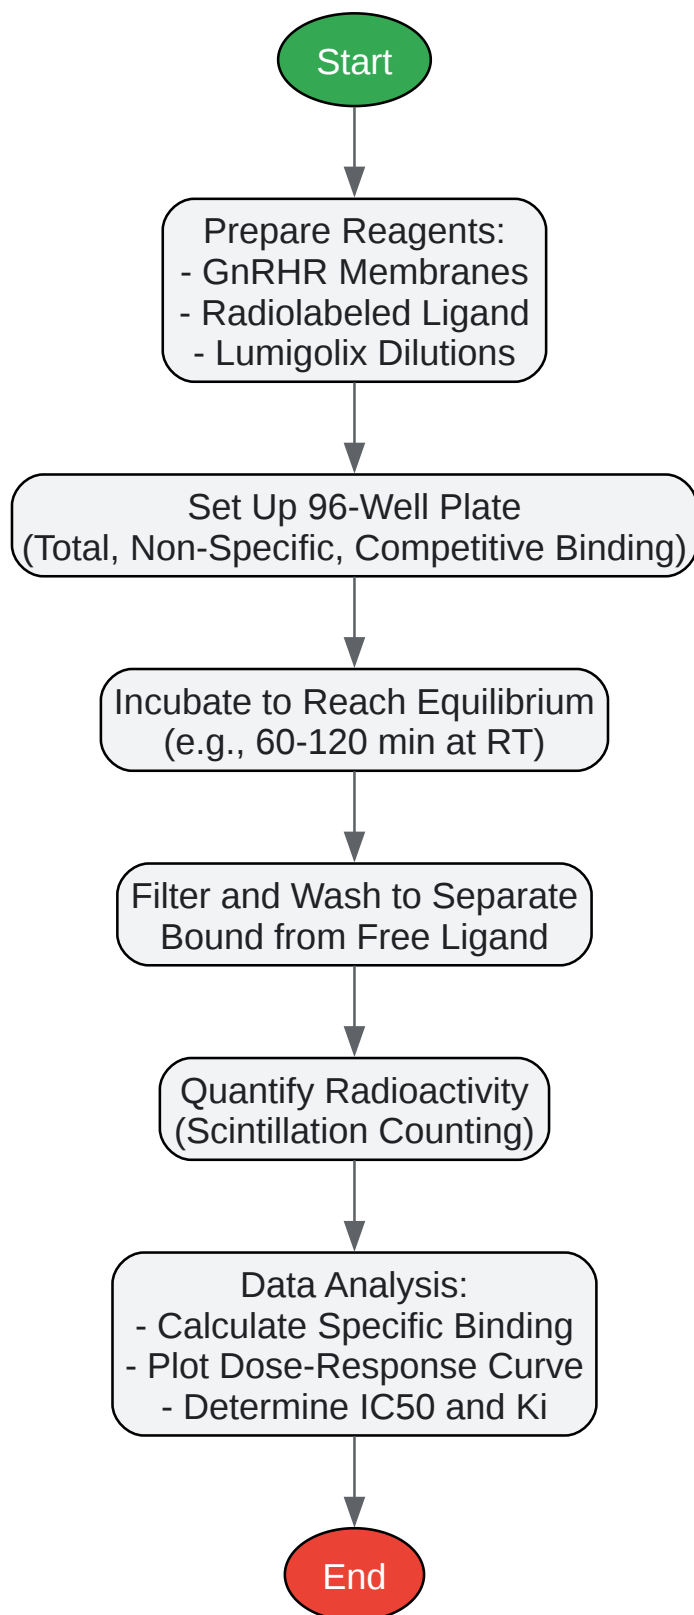 Start
Prepare Reagents:
- GnRHR Membranes
- Radiolabeled Ligand
- Lumigolix Dilutions
Set Up 96-Well Plate
(Total, Non-Specific, Competitive Binding)
Incubate to Reach Equilibrium
(e.g., 60-120 min at RT)
Filter and Wash to Separate
Bound from Free Ligand
Quantify Radioactivity
(Scintillation Counting)
Data Analysis:
- Calculate Specific Binding
- Plot Dose-Response Curve
- Determine IC50 and Ki
End